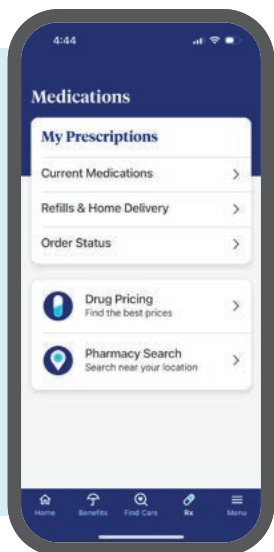 4:44
Medications
My Prescriptions
Current Medications
Refills & Home Delivery
Order Status
Drug Pricing
Find the best prices
Pharmacy Search
Search near your location
Home Benefits Find Care Rx Menu